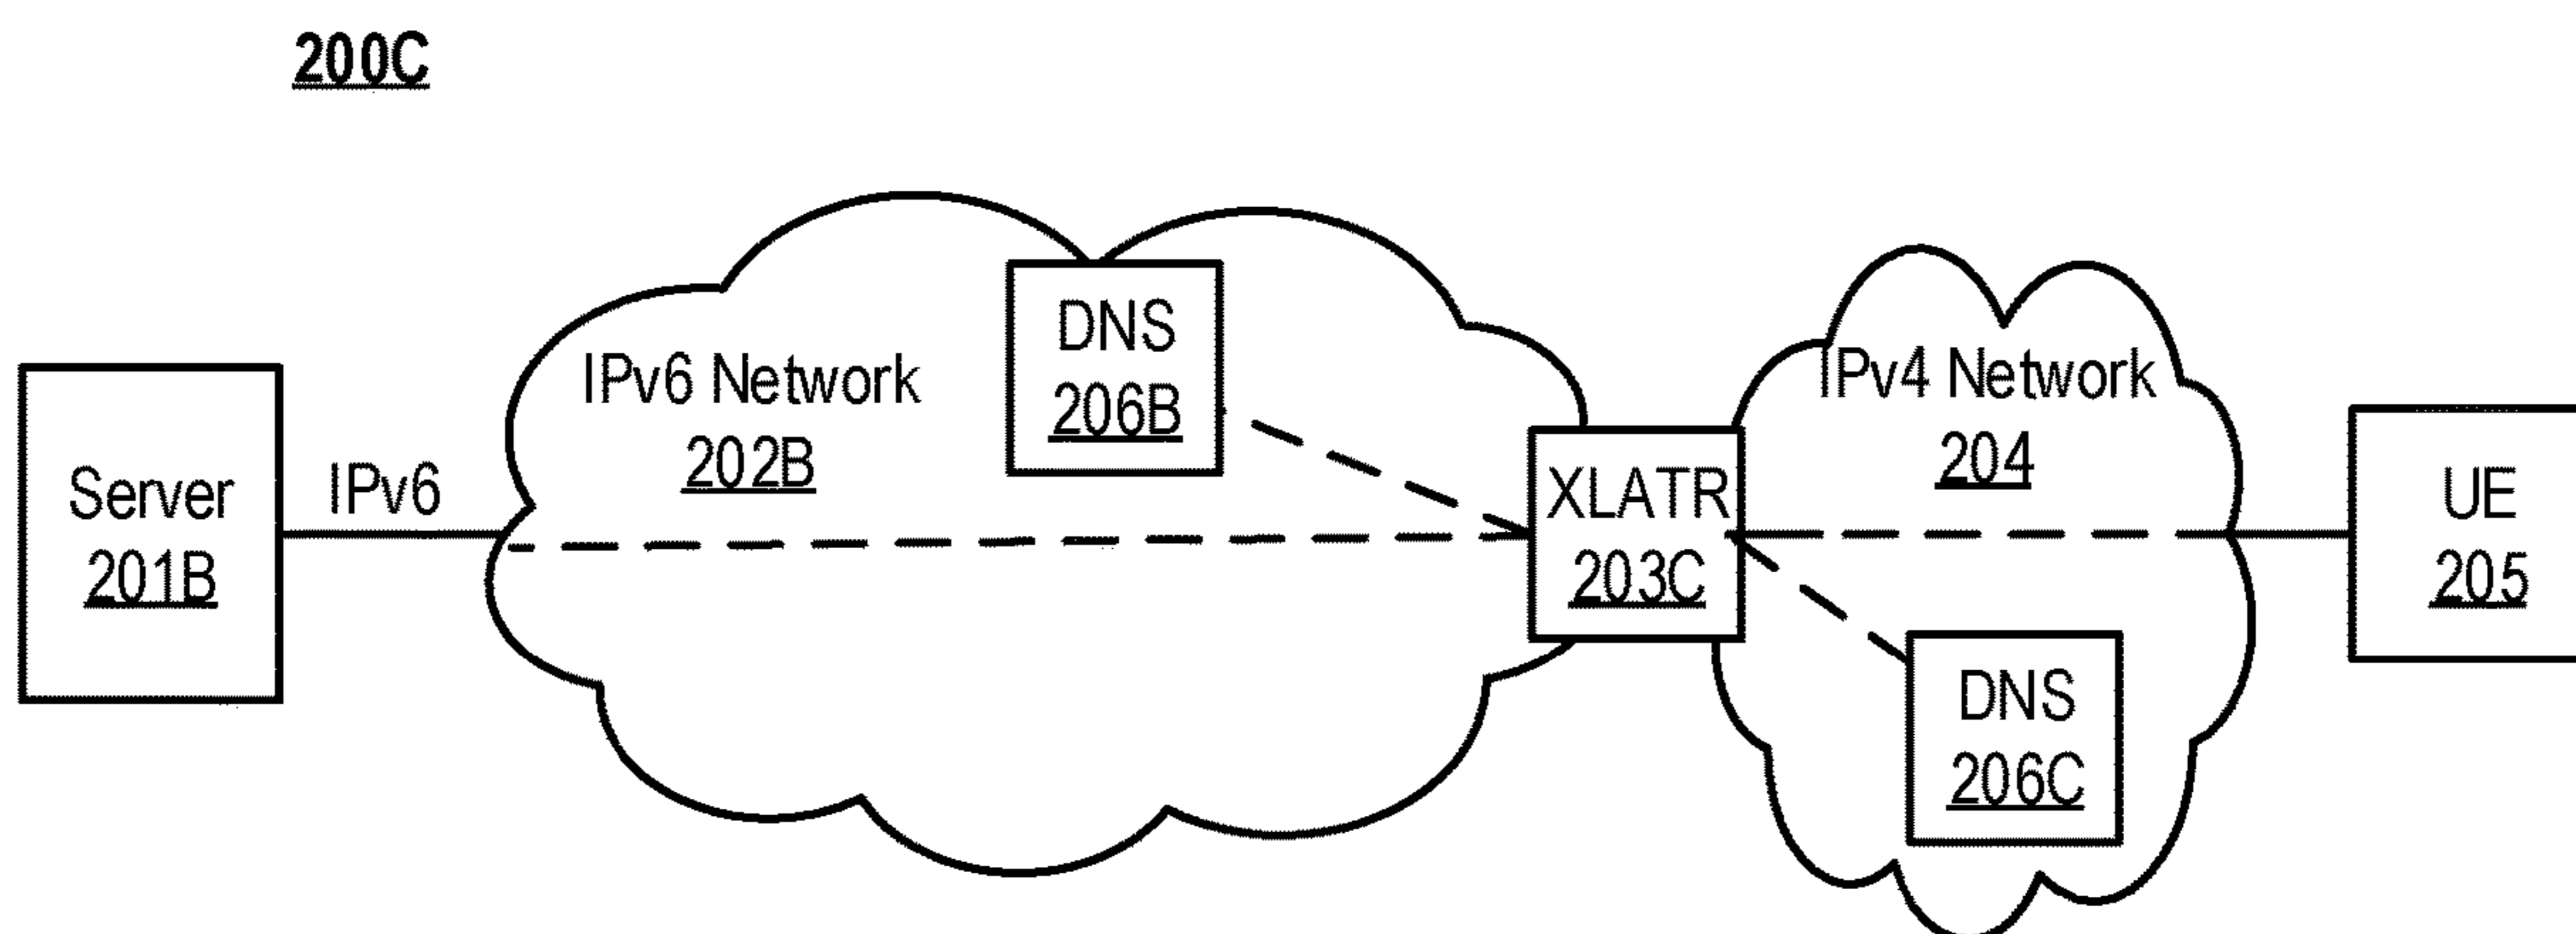 200C
Server
201B
IPv6
IPv6 Network
202B
DNS
206B
XLATR
203C
IPv4 Network
204
DNS
206C
UE
205